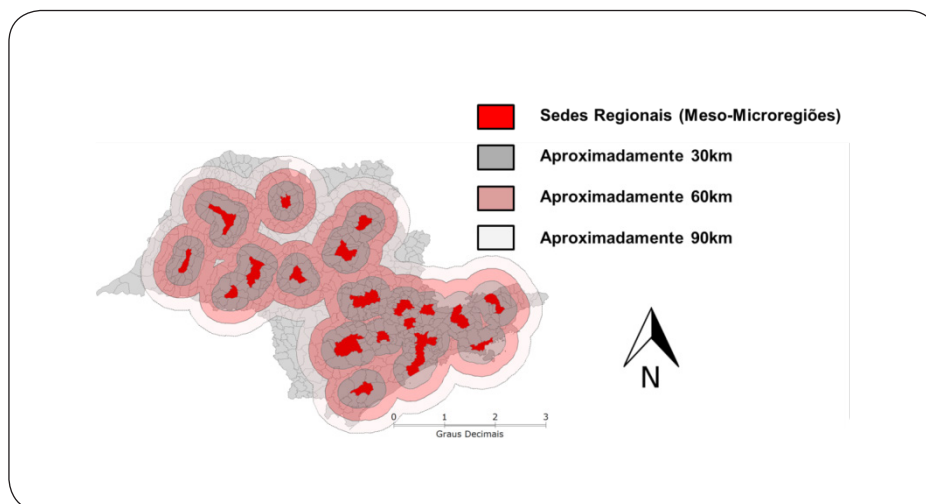 Sedes Regionais (Meso-Microregiões)
Aproximadamente 30km
Aproximadamente 60km
Aproximadamente 90km
N
0 1 2 3
Graus Decimais